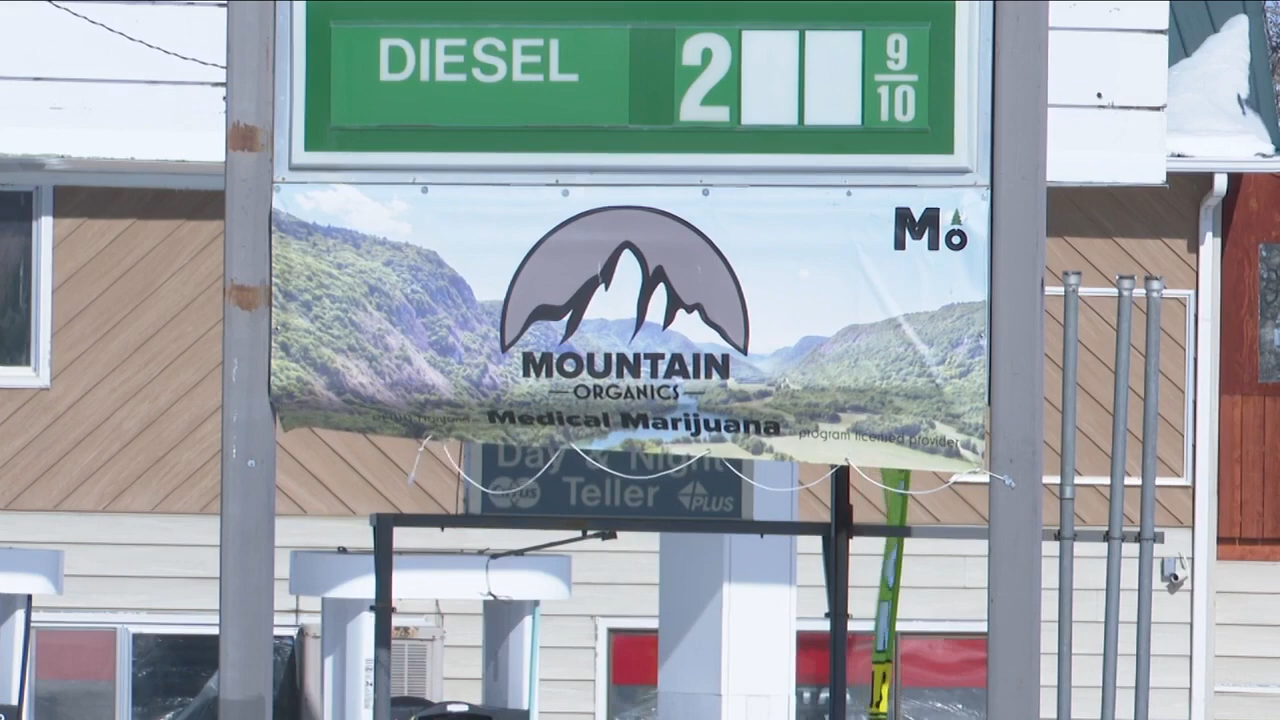 DIESEL 2 9/10
Mo
MOUNTAIN
ORGANICS
Medical Marijuana
program licensed provider
Day & Night
Teller
PLUS